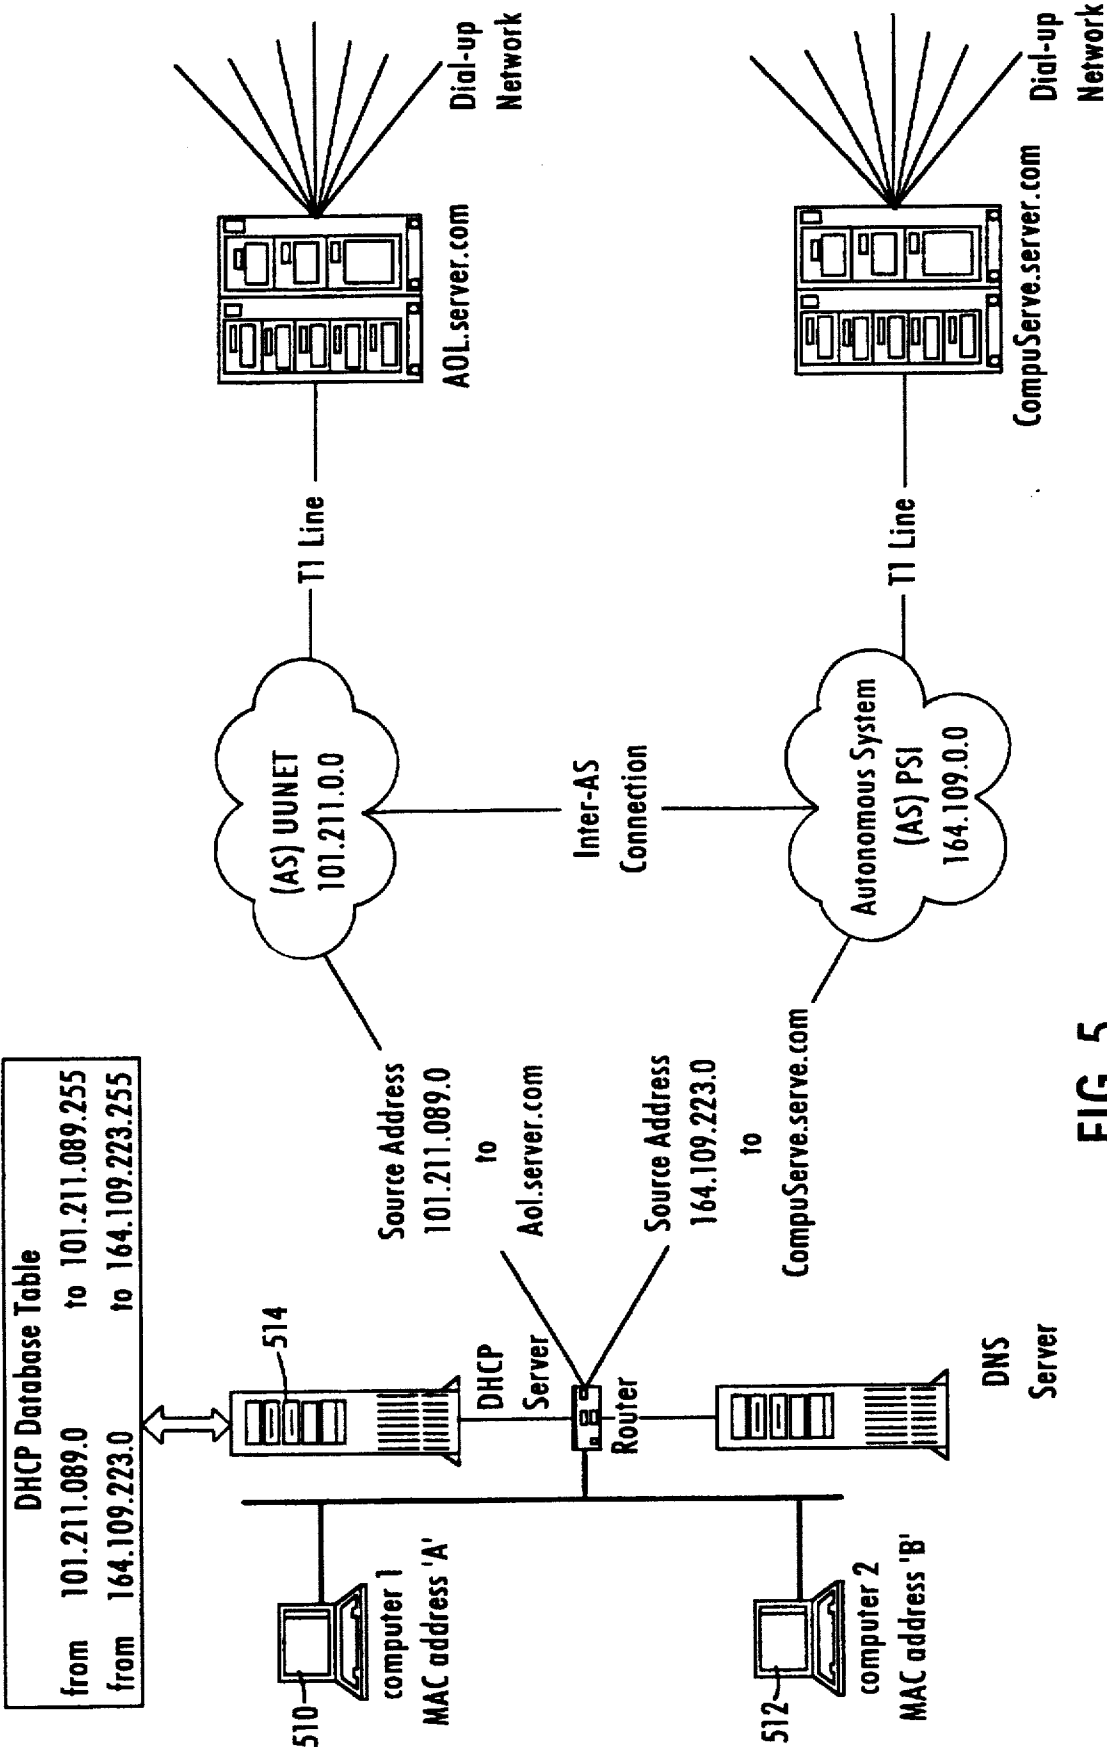 DHCP Database Table
from 101.211.089.0 to 101.211.089.255
from 164.109.223.0 to 164.109.223.255
514
510
computer 1
MAC address 'A'
512
computer 2
MAC address 'B'
DHCP
Server
Router
DNS
Server
Source Address
101.211.089.0
to
Aol.server.com
Source Address
164.109.223.0
to
CompuServe.serve.com
(AS) UUNET
101.211.0.0
Inter-AS
Connection
Autonomous System
(AS) PSI
164.109.0.0
T1 Line
T1 Line
AOL.server.com
CompuServe.server.com
Dial-up
Network
Dial-up
Network
FIG. 5